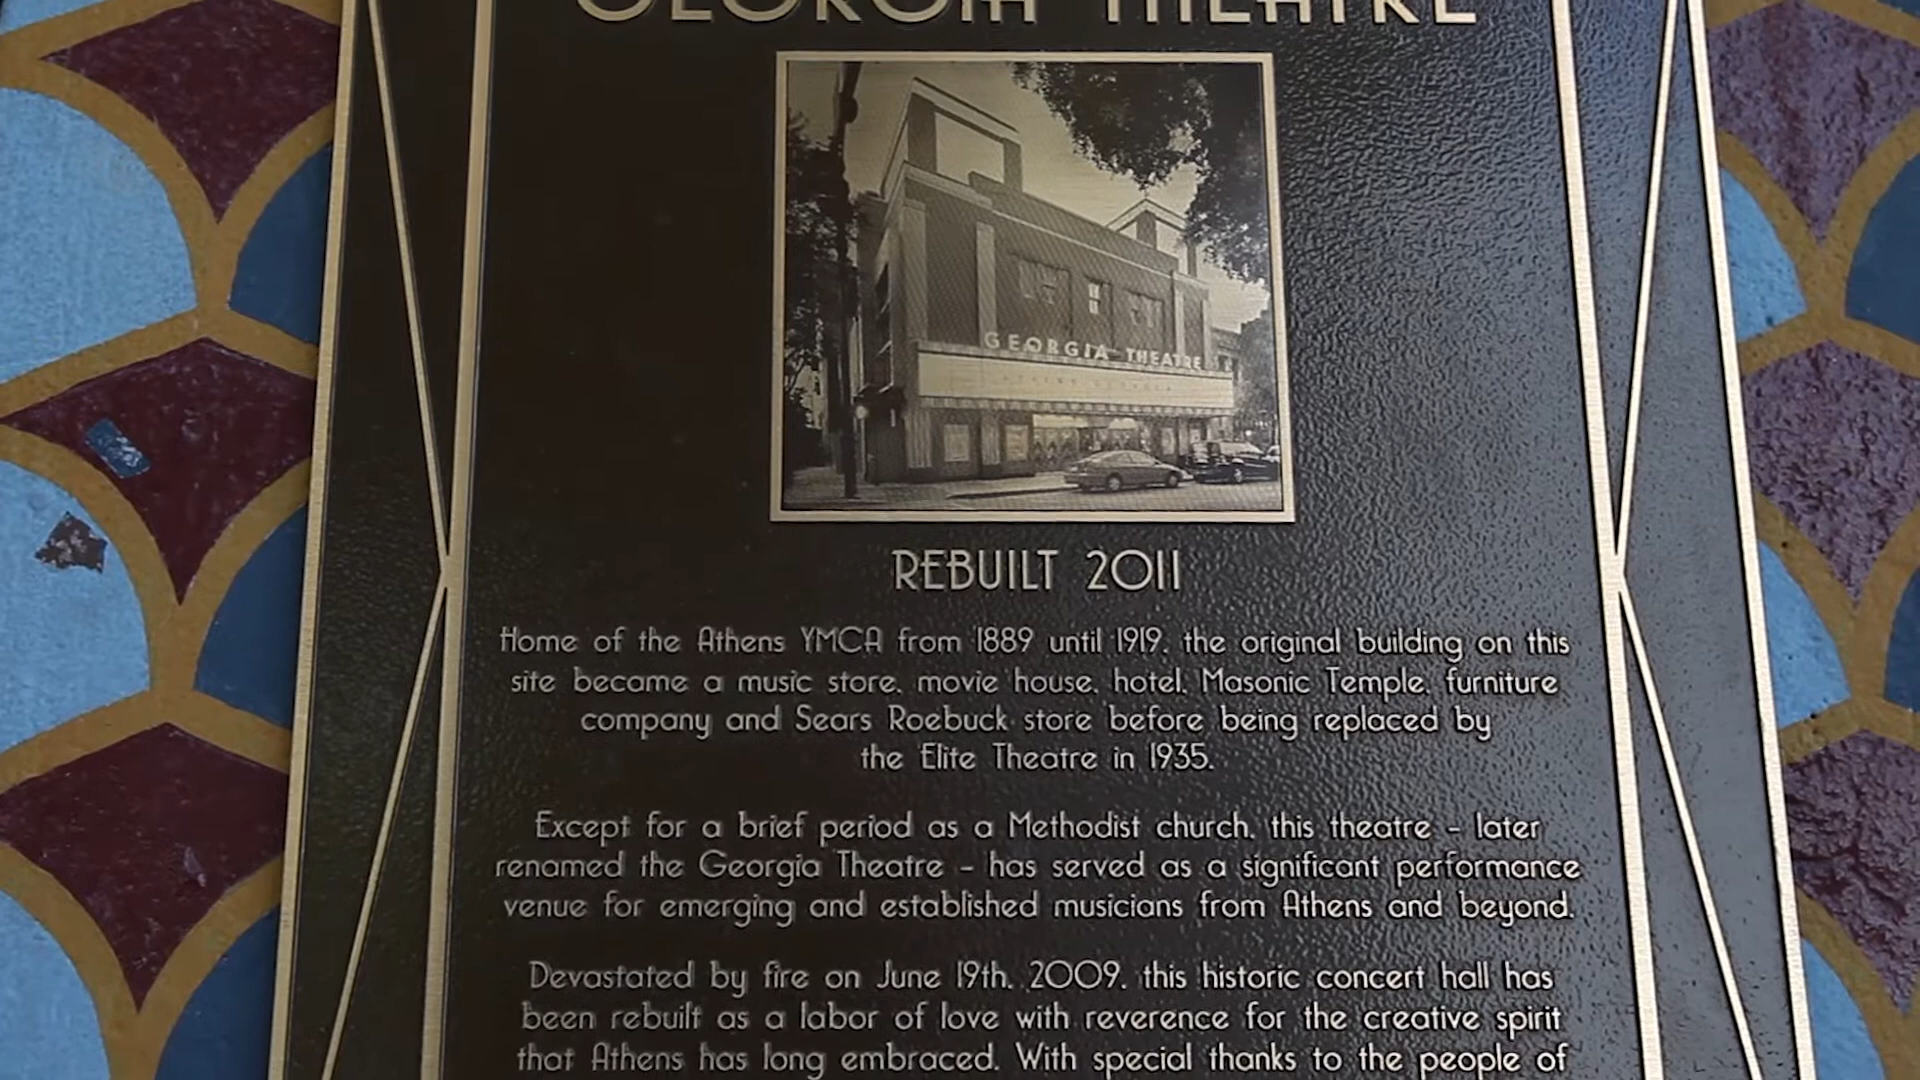 GEORGIA THEATRE
GEORGIA THEATRE
REBUILT 2011
Home of the Athens YMCA from 1889 until 1919, the original building on this
site became a music store, movie house, hotel, Masonic Temple, furniture
company and Sears Roebuck store before being replaced by
the Elite Theatre in 1935.
Except for a brief period as a Methodist church, this theatre - later
renamed the Georgia Theatre - has served as a significant performance
venue for emerging and established musicians from Athens and beyond.
Devastated by fire on June 19th, 2009, this historic concert hall has
been rebuilt as a labor of love with reverence for the creative spirit
that Athens has long embraced. With special thanks to the people of